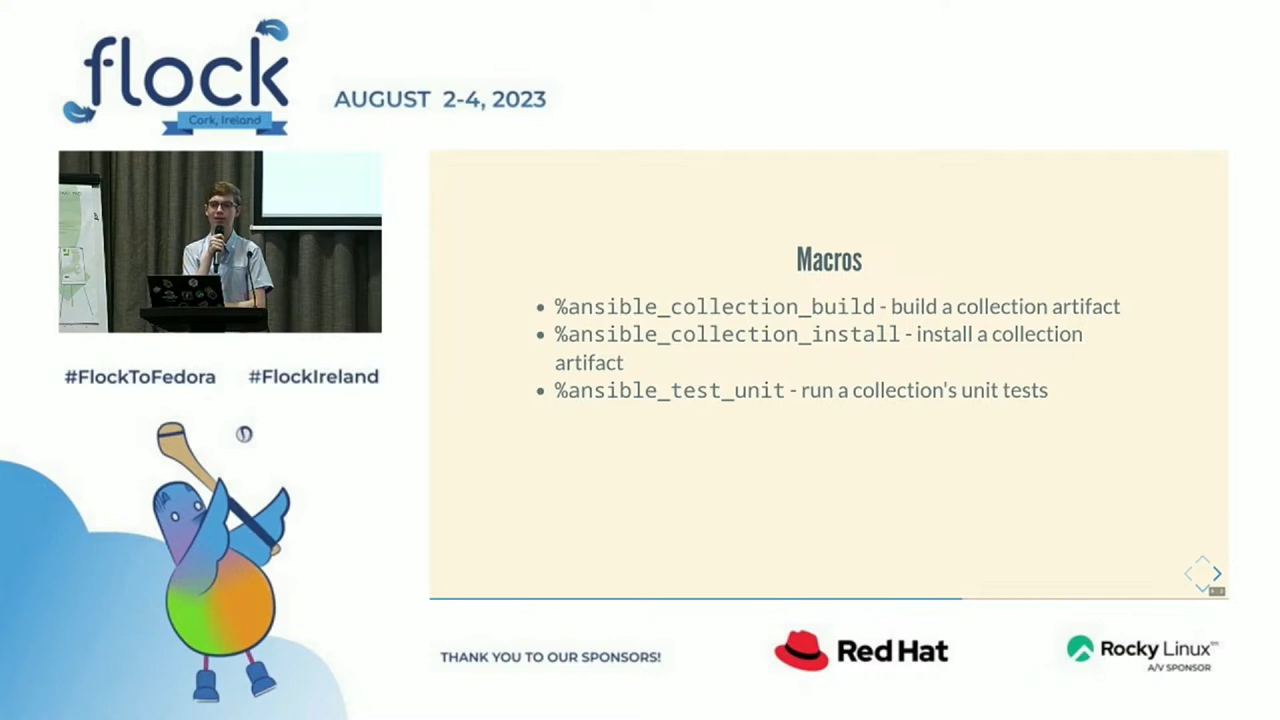 flock
Cork, Ireland
AUGUST 2-4, 2023
#FlockToFedora #FlockIreland
Macros
• %ansible_collection_build - build a collection artifact
• %ansible_collection_install - install a collection
artifact
• %ansible_test_unit - run a collection's unit tests
THANK YOU TO OUR SPONSORS!
Red Hat
Rocky Linux™
A/V SPONSOR